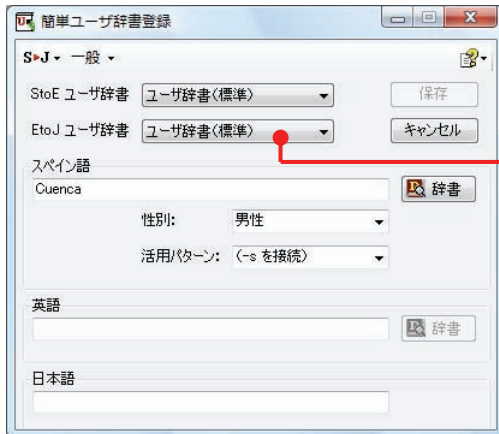 簡単ユーザ辞書登録
S▶J 一般
StoE ユーザ辞書 ユーザ辞書(標準) 保存
EtoJ ユーザ辞書 ユーザ辞書(標準) キャンセル
スペイン語
Cuenca 辞書
性別: 男性
活用パターン: (-s を接続)
英語
辞書
日本語